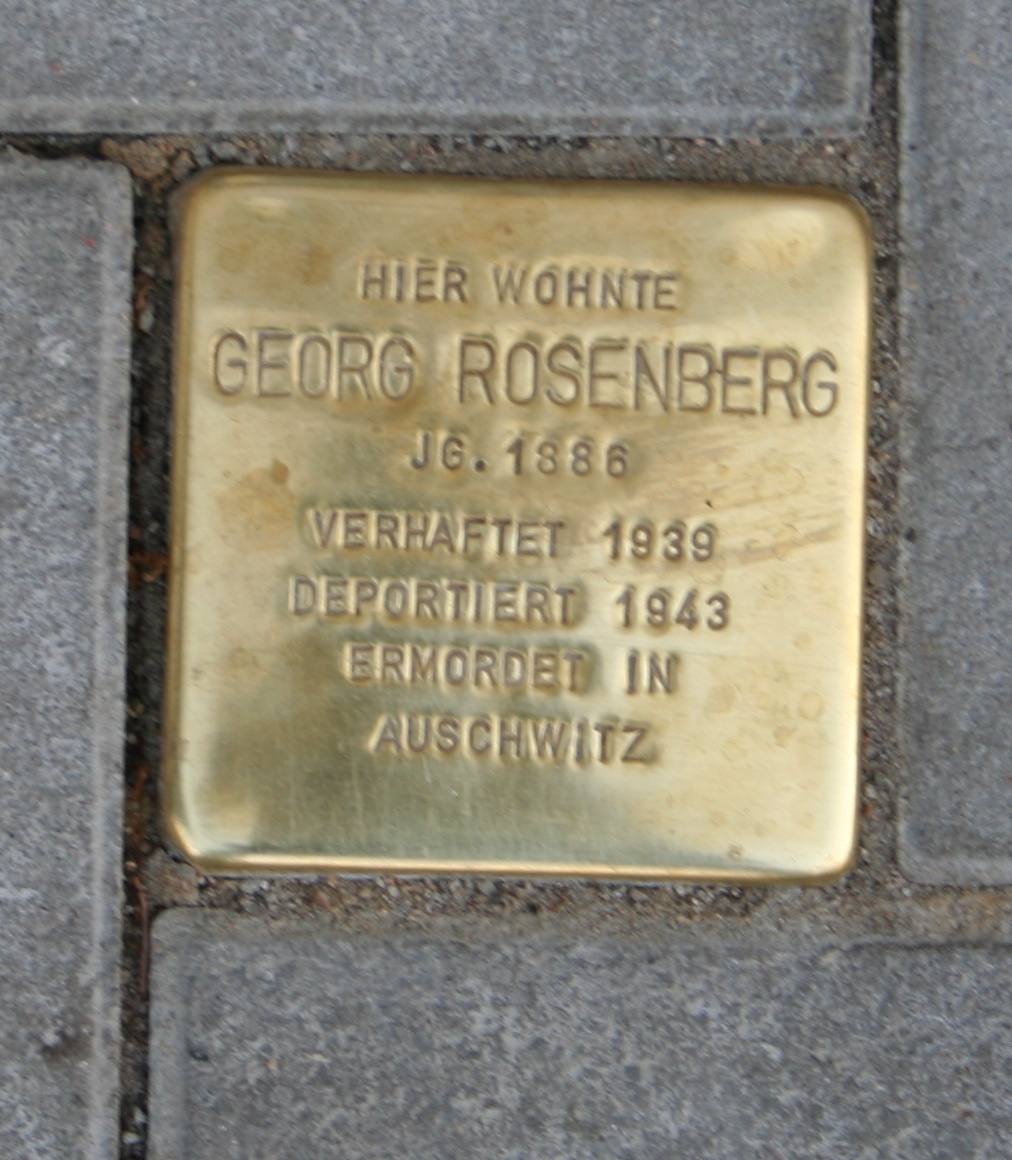 HIER WOHNTE
GEORG ROSENBERG
JG. 1886
VERHAFTET 1939
DEPORTIERT 1943
ERMORDET IN
AUSCHWITZ